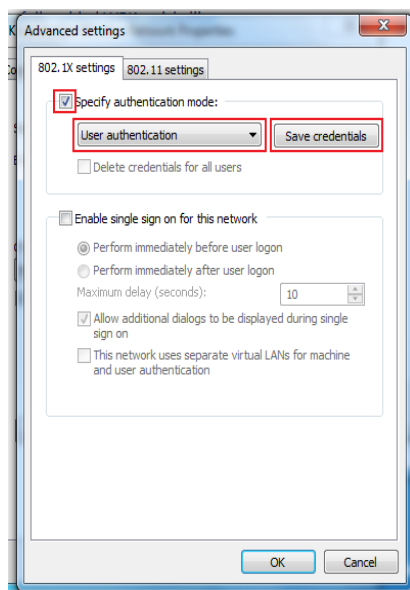 Advanced settings
802.1X settings 802.11 settings
Specify authentication mode:
User authentication Save credentials
Delete credentials for all users
Enable single sign on for this network
Perform immediately before user logon
Perform immediately after user logon
Maximum delay (seconds): 10
Allow additional dialogs to be displayed during single
sign on
This network uses separate virtual LANs for machine
and user authentication
OK Cancel